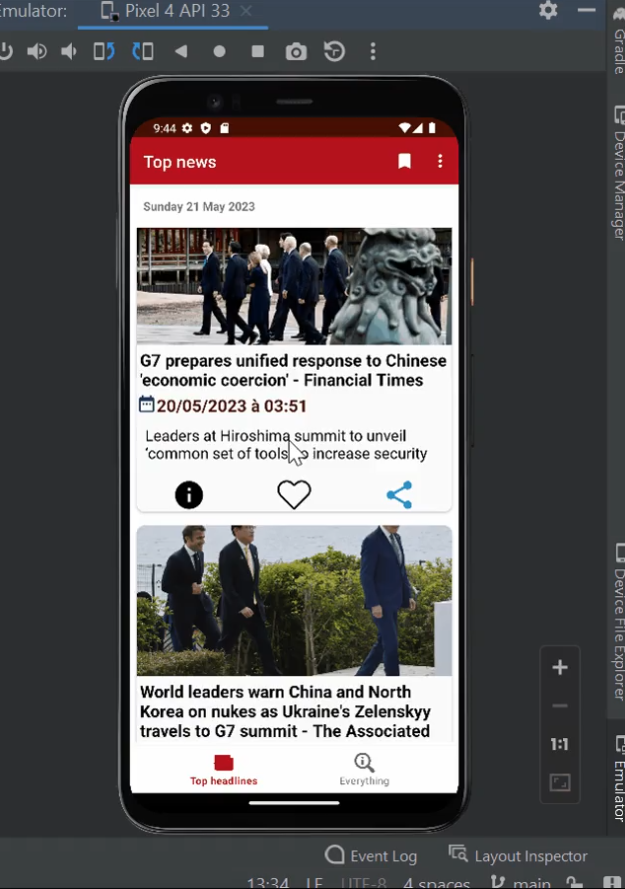 Emulator:
Pixel 4 API 33
9:44
Top news
Sunday 21 May 2023
G7 prepares unified response to Chinese
'economic coercion' - Financial Times
20/05/2023 à 03:51
Leaders at Hiroshima summit to unveil
‘common set of tools’ increase security
World leaders warn China and North
Korea on nukes as Ukraine's Zelenskyy
travels to G7 summit - The Associated
Top headlines
Everything
1:1
Gradle
Device Manager
Device File Explorer
Emulator
Event Log
Layout Inspector
13:34 LF UTF-8 4 spaces main